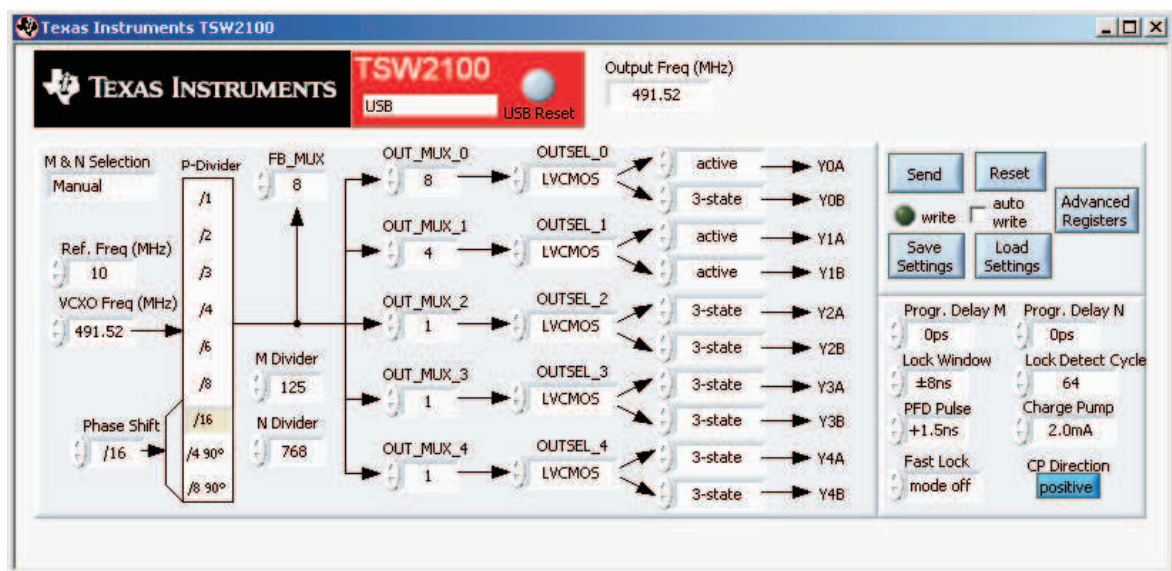 Texas Instruments TSW2100
TEXAS INSTRUMENTS
TSW2100
USB
USB Reset
Output Freq (MHz)
491.52
M & N Selection
Manual
Ref. Freq (MHz)
10
VCXO Freq (MHz)
491.52
Phase Shift
/16
P-Divider
/1
/2
/3
/4
/6
/8
/16
/4 90º
/8 90º
FB_MUX
8
M Divider
125
N Divider
768
OUT_MUX_0
8
OUTSEL_0
LVCMOS
active
Y0A
3-state
Y0B
OUT_MUX_1
4
OUTSEL_1
LVCMOS
active
Y1A
active
Y1B
OUT_MUX_2
1
OUTSEL_2
LVCMOS
3-state
Y2A
3-state
Y2B
OUT_MUX_3
1
OUTSEL_3
LVCMOS
3-state
Y3A
3-state
Y3B
OUT_MUX_4
1
OUTSEL_4
LVCMOS
3-state
Y4A
3-state
Y4B
Send
Reset
write
auto
write
Advanced
Registers
Save
Settings
Load
Settings
Progr. Delay M
0ps
Progr. Delay N
0ps
Lock Window
±8ns
Lock Detect Cycle
64
PFD Pulse
+1.5ns
Charge Pump
2.0mA
Fast Lock
mode off
CP Direction
positive